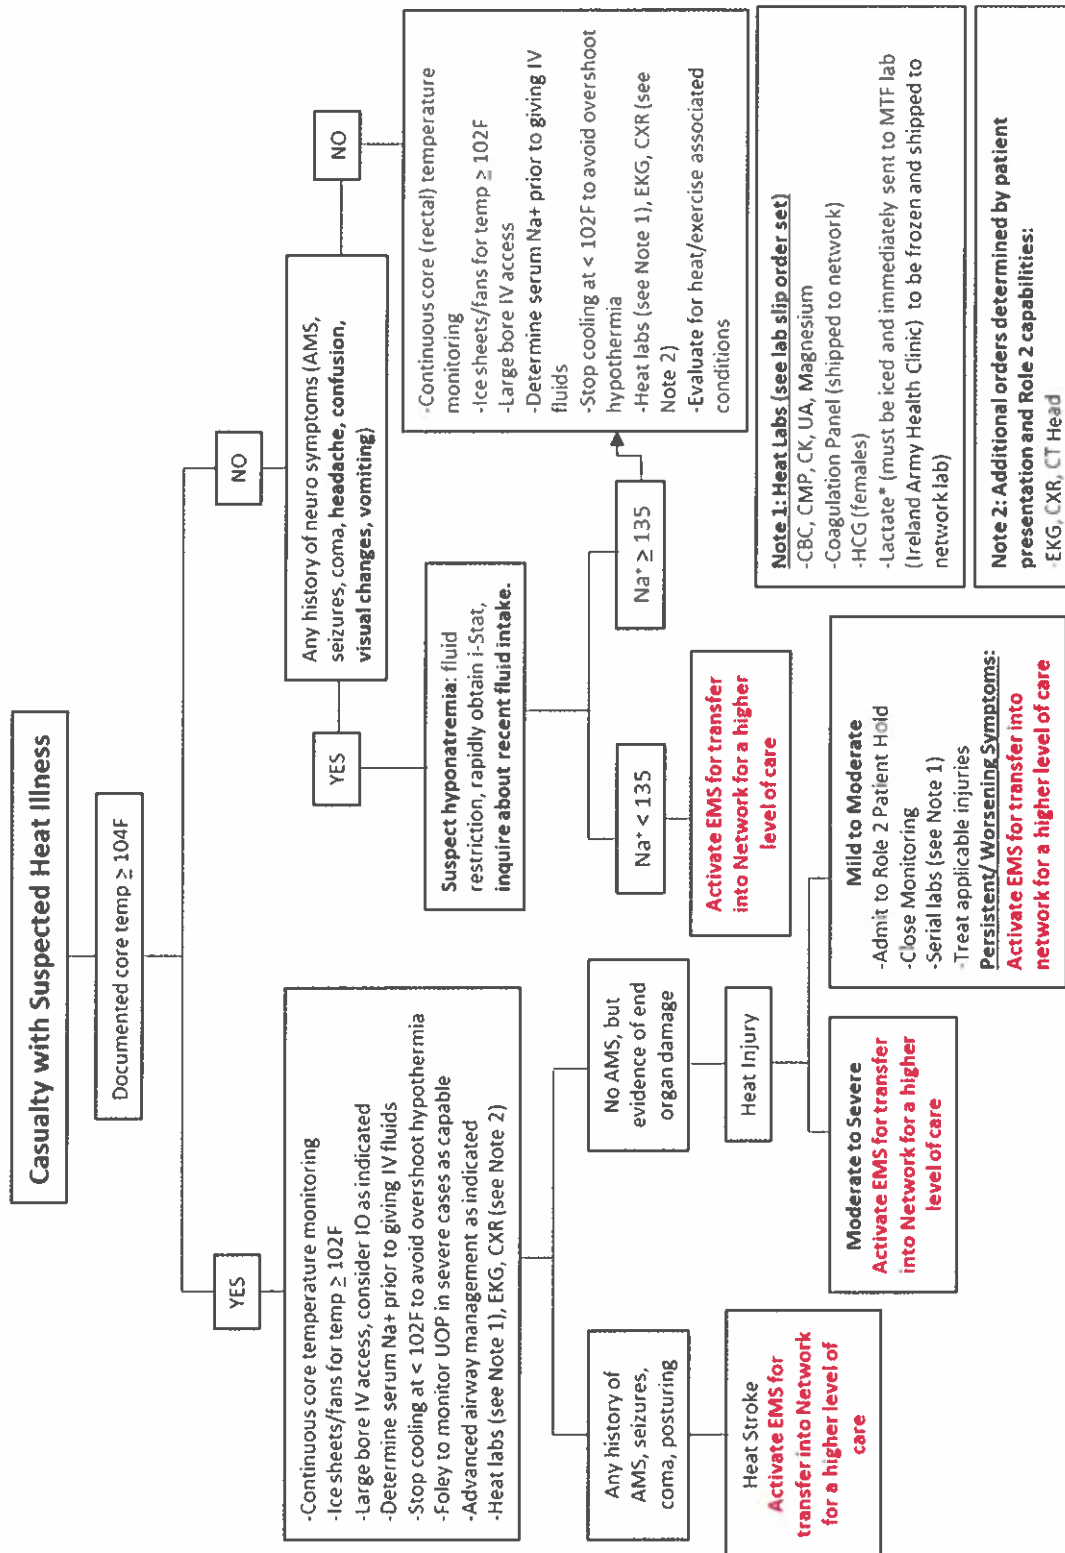 Casualty with Suspected Heat Illness
Documented core temp ≥ 104F
YES
-Continuous core temperature monitoring
-Ice sheets/fans for temp ≥ 102F
-Large bore IV access, consider IO as indicated
-Determine serum Na+ prior to giving IV fluids
-Stop cooling at < 102F to avoid overshoot hypothermia
-Foley to monitor UOP in severe cases as capable
-Advanced airway management as indicated
-Heat labs (see Note 1), EKG, CXR (see Note 2)
Any history of
AMS, seizures,
coma, posturing
Heat Stroke
Activate EMS for
transfer into Network
for a higher level of
care
No AMS, but
evidence of end
organ damage
Heat Injury
Moderate to Severe
Activate EMS for transfer
into Network for a higher
level of care
Mild to Moderate
-Admit to Role 2 Patient Hold
-Close Monitoring
-Serial labs (see Note 1)
-Treat applicable injuries
Persistent/ Worsening Symptoms:
Activate EMS for transfer into
network for a higher level of care
NO
Any history of neuro symptoms (AMS,
seizures, coma, headache, confusion,
visual changes, vomiting)
YES
Suspect hyponatremia: fluid
restriction, rapidly obtain i-Stat,
inquire about recent fluid intake.
Na⁺ < 135
Activate EMS for transfer
into Network for a higher
level of care
Na⁺ ≥ 135
NO
-Continuous core (rectal) temperature
monitoring
-Ice sheets/fans for temp ≥ 102F
-Large bore IV access
-Determine serum Na+ prior to giving IV
fluids
-Stop cooling at < 102F to avoid overshoot
hypothermia
-Heat labs (see Note 1), EKG, CXR (see
Note 2)
-Evaluate for heat/exercise associated
conditions
Note 1: Heat Labs (see lab slip order set)
-CBC, CMP, CK, UA, Magnesium
-Coagulation Panel (shipped to network)
-HCG (females)
-Lactate* (must be iced and immediately sent to MTF lab
(Ireland Army Health Clinic) to be frozen and shipped to
network lab)
Note 2: Additional orders determined by patient
presentation and Role 2 capabilities:
-EKG, CXR, CT Head